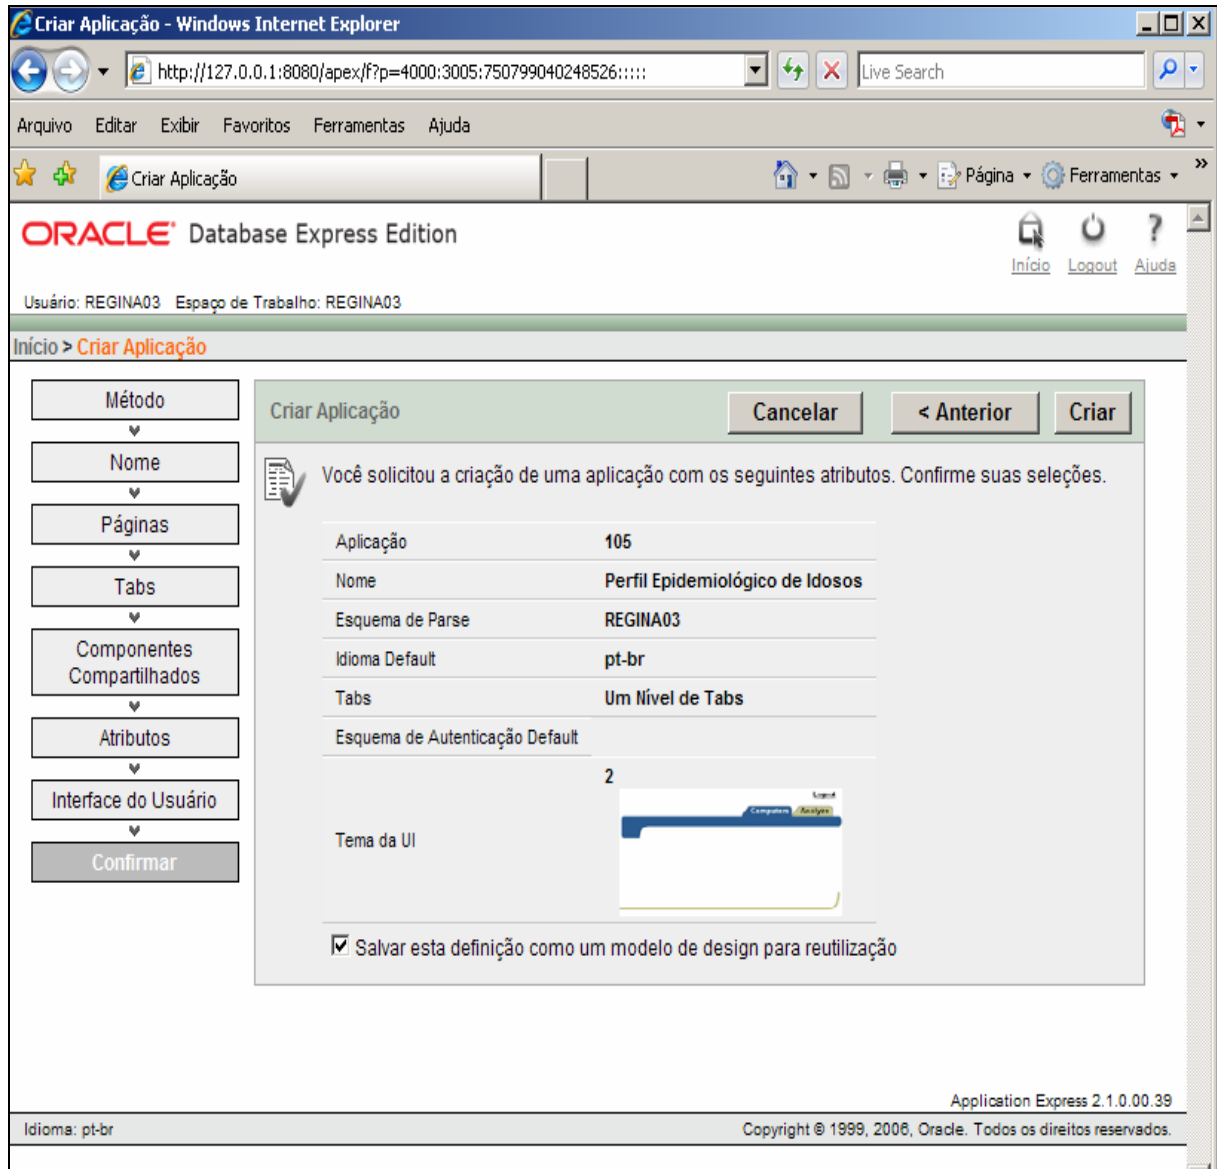 Criar Aplicação - Windows Internet Explorer
http://127.0.0.1:8080/apex/f?p=4000:3005:750799040248526:::::
Live Search
Arquivo Editar Exibir Favoritos Ferramentas Ajuda
Criar Aplicação
Página Ferramentas »
ORACLE Database Express Edition
Início Logout Ajuda
Usuário: REGINA03 Espaço de Trabalho: REGINA03
Início > Criar Aplicação
Método
Nome
Páginas
Tabs
Componentes
Compartilhados
Atributos
Interface do Usuário
Confirmar
Criar Aplicação
Cancelar
< Anterior
Criar
Você solicitou a criação de uma aplicação com os seguintes atributos. Confirme suas seleções.
Aplicação 105
Nome Perfil Epidemiológico de Idosos
Esquema de Parse REGINA03
Idioma Default pt-br
Tabs Um Nível de Tabs
Esquema de Autenticação Default
Tema da UI 2
Logout
Computers Analyze
Salvar esta definição como um modelo de design para reutilização
Application Express 2.1.0.00.39
Idioma: pt-br
Copyright © 1999, 2006, Oracle. Todos os direitos reservados.